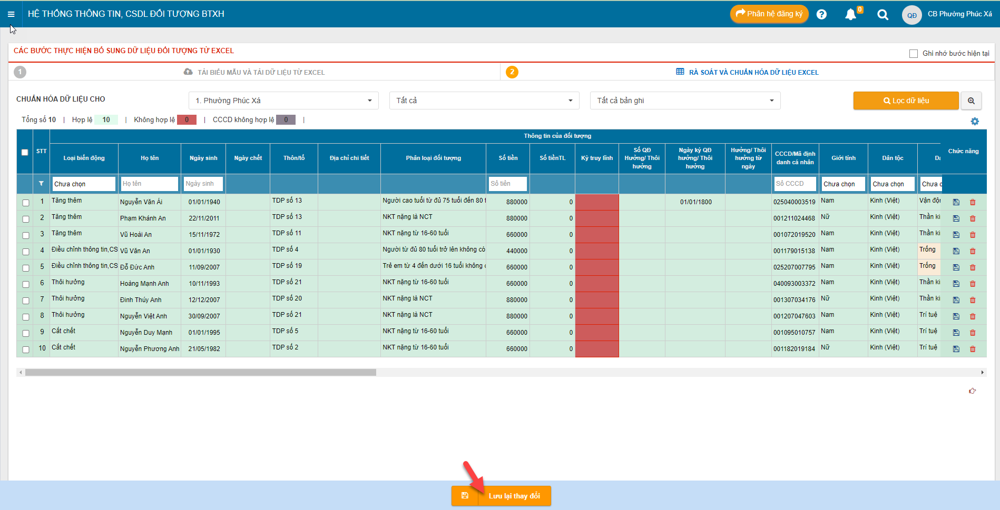 HỆ THỐNG THÔNG TIN, CSDL ĐỐI TƯỢNG BTXH
Phân hệ đăng ký
0
QĐ
CB Phường Phúc Xá
CÁC BƯỚC THỰC HIỆN BỔ SUNG DỮ LIỆU ĐỐI TƯỢNG TỪ EXCEL
Ghi nhớ bước hiện tại
1 TẢI BIỂU MẪU VÀ TẢI DỮ LIỆU TỪ EXCEL
2 RÀ SOÁT VÀ CHUẨN HÓA DỮ LIỆU EXCEL
CHUẨN HÓA DỮ LIỆU CHO 1. Phường Phúc Xá Tất cả Tất cả bản ghi Lọc dữ liệu
Tổng số 10 | Hợp lệ 10 | Không hợp lệ 0 | CCCD không hợp lệ 0 |
Thông tin của đối tượng
STT Loại biến động Họ tên Ngày sinh Ngày chết Thôn/tổ Địa chỉ chi tiết Phân loại đối tượng Số tiền Số tiềnTL Kỳ truy lĩnh Số QĐ Hưởng/ Thôi hưởng Ngày ký QĐ hưởng/ Thôi hưởng Hưởng/ Thôi hưởng từ ngày CCCD/Mã định danh cá nhân Giới tính Dân tộc Dạ Chức năng
Chưa chọn Họ tên Ngày sinh Số tiền Số CCCD Chưa chọn Chưa chọn Chưa c
1 Tăng thêm Nguyễn Văn Ái 01/01/1940 TDP số 13 Người cao tuổi từ đủ 75 tuổi đến 80 t 880000 0 01/01/1800 025040003519 Nam Kinh (Việt) Vận độn
2 Tăng thêm Phạm Khánh An 22/11/2011 TDP số 13 NKT nặng là NCT 880000 0 001211024468 Nữ Kinh (Việt) Thần ki
3 Tăng thêm Vũ Hoài An 15/11/1972 TDP số 11 NKT nặng từ 16-60 tuổi 660000 0 001072019520 Nam Kinh (Việt) Thần ki
4 Điều chỉnh thông tin,CS Vũ Văn An 01/01/1930 TDP số 4 Người từ đủ 80 tuổi trở lên không có 440000 0 001179015138 Nam Kinh (Việt) Trống
5 Điều chỉnh thông tin,CS Đỗ Đức Anh 11/09/2007 TDP số 19 Trẻ em từ 4 đến dưới 16 tuổi không c 660000 0 025207007795 Nam Kinh (Việt) Trống
6 Thôi hưởng Hoàng Mạnh Anh 10/11/1993 TDP số 21 NKT nặng từ 16-60 tuổi 660000 0 040093003372 Nam Kinh (Việt) Thần ki
7 Thôi hưởng Đinh Thúy Anh 12/12/2007 TDP số 20 NKT nặng là NCT 880000 0 001307034176 Nữ Kinh (Việt) Thần ki
8 Thôi hưởng Nguyễn Việt Anh 30/09/2007 TDP số 21 NKT nặng là NCT 880000 0 001207047603 Nam Kinh (Việt) Trí tuệ
9 Cắt chết Nguyễn Duy Mạnh 01/01/1995 TDP số 5 NKT nặng từ 16-60 tuổi 660000 0 001095010757 Nam Kinh (Việt) Trí tuệ
10 Cắt chết Nguyễn Phương Anh 21/05/1982 TDP số 2 NKT nặng từ 16-60 tuổi 660000 0 001182019184 Nữ Kinh (Việt) Trí tuệ
Lưu lại thay đổi